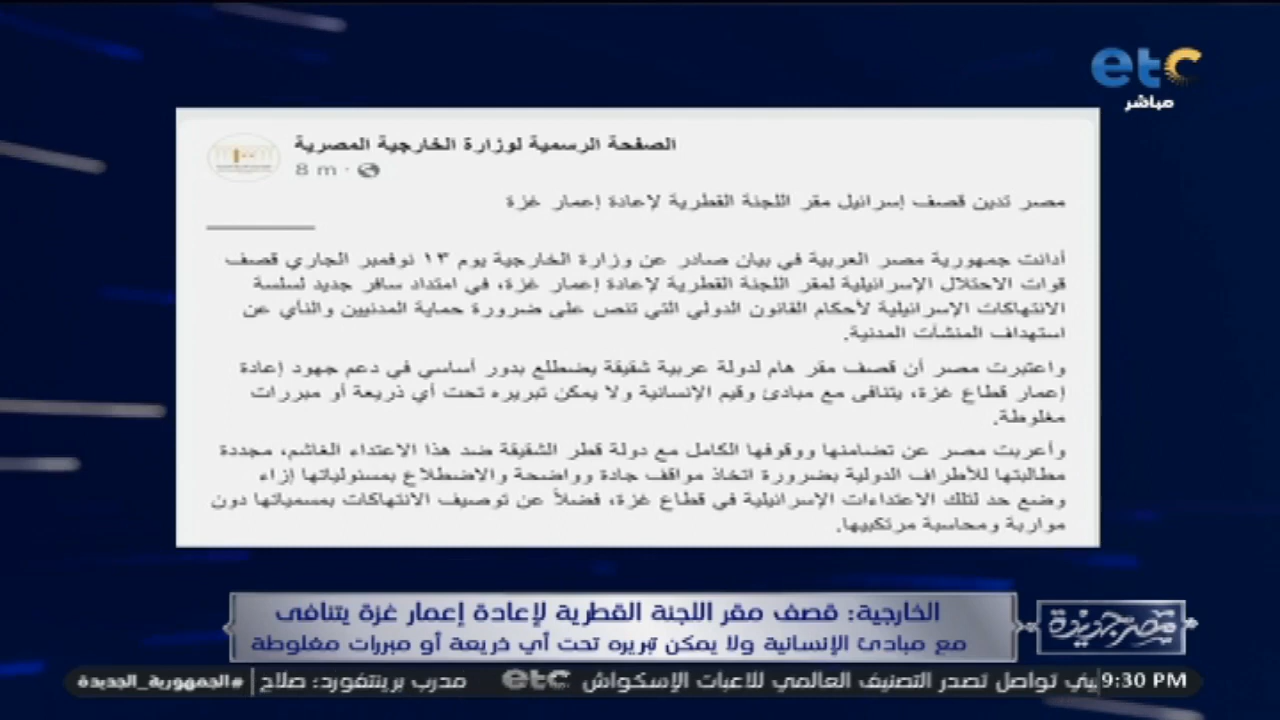 etc
مباشر
الصفحة الرسمية لوزارة الخارجية المصرية
8 m ·
مصر تدين قصف إسرائيل مقر اللجنة القطرية لإعادة إعمار غزة
أدانت جمهورية مصر العربية في بيان صادر عن وزارة الخارجية يوم ١٣ نوفمبر الجاري قصف
قوات الاحتلال الإسرائيلية لمقر اللجنة القطرية لإعادة إعمار غزة، في امتداد سافر جديد لسلسة
الانتهاكات الإسرائيلية لأحكام القانون الدولي التي تنص على ضرورة حماية المدنيين والنأي عن
استهداف المنشآت المدنية.
واعتبرت مصر أن قصف مقر هام لدولة عربية شقيقة يضطلع بدور أساسي في دعم جهود إعادة
إعمار قطاع غزة، يتنافى مع مبادئ وقيم الإنسانية ولا يمكن تبريره تحت أي ذريعة أو مبررات
مغلوطة.
وأعربت مصر عن تضامنها ووقوفها الكامل مع دولة قطر الشقيقة ضد هذا الاعتداء الغاشم، مجددة
مطالبتها للأطراف الدولية بضرورة اتخاذ مواقف جادة وواضحة والاضطلاع بمسئولياتها إزاء
وضع حد لتلك الاعتداءات الإسرائيلية في قطاع غزة، فضلاً عن توصيف الانتهاكات بمسمياتها دون
مواربة ومحاسبة مرتكبيها.
الخارجية: قصف مقر اللجنة القطرية لإعادة إعمار غزة يتنافى
مع مبادئ الإنسانية ولا يمكن تبريره تحت أي ذريعة أو مبررات مغلوطة
مصر جديدة
9:30 PM يني تواصل تصدر التصنيف العالمي للاعبات الإسكواش etc مدرب برينتفورد: صلاح #الجمهورية_الجديدة